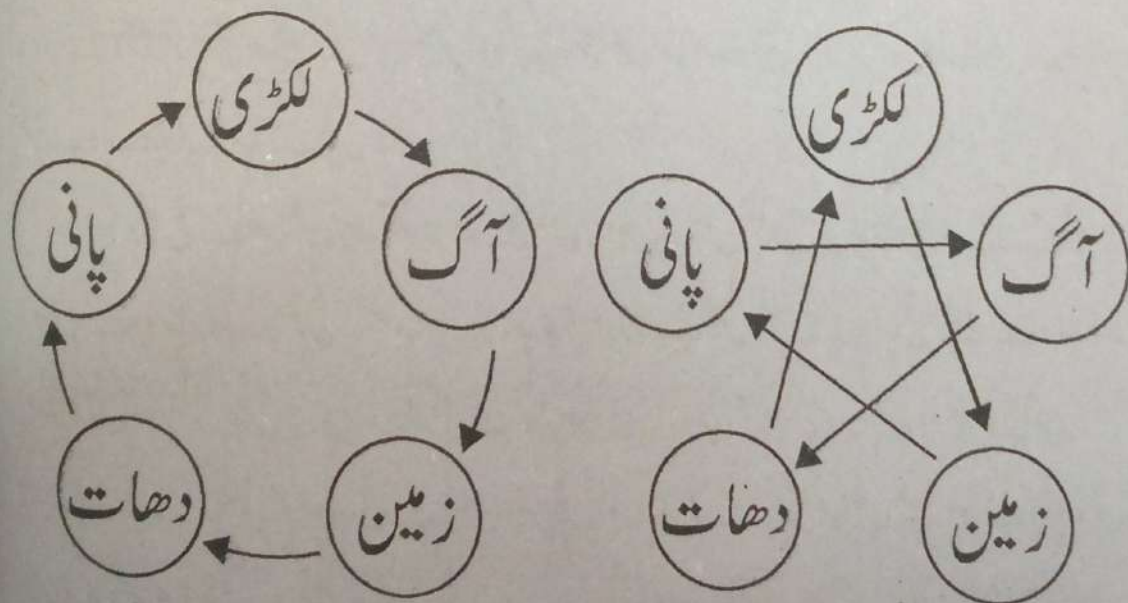 لکڑی
آگ
زمین
دھات
پانی
لکڑی
آگ
زمین
دھات
پانی